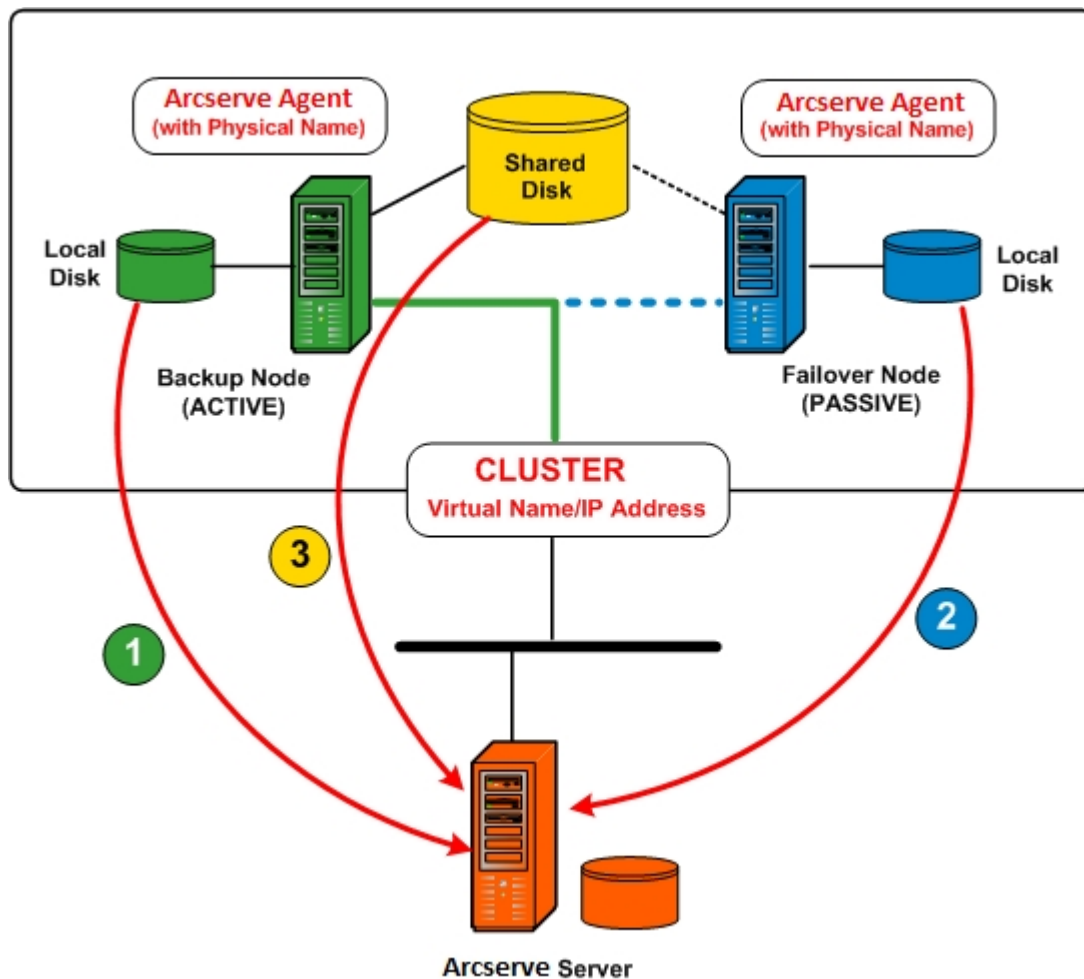 Arcserve Agent
(with Physical Name)
Shared
Disk
Arcserve Agent
(with Physical Name)
Local
Disk
Local
Disk
Backup Node
(ACTIVE)
Failover Node
(PASSIVE)
CLUSTER
Virtual Name/IP Address
3
1
2
Arcserve Server